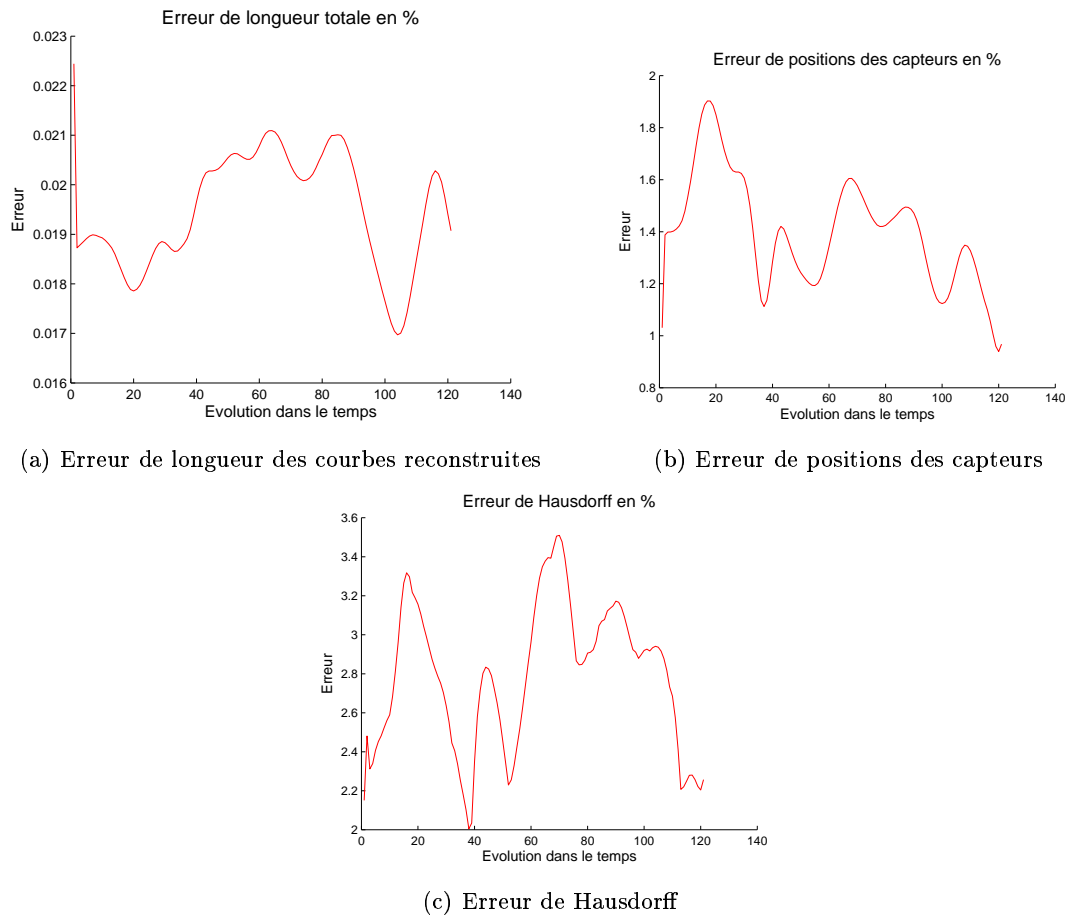 Erreur de longueur totale en %
0.023
0.022
0.021
0.02
0.019
0.018
0.017
0.016
Erreur
0 20 40 60 80 100 120 140
Evolution dans le temps
(a) Erreur de longueur des courbes reconstruites
Erreur de positions des capteurs en %
2
1.8
1.6
1.4
1.2
1
0.8
Erreur
0 20 40 60 80 100 120 140
Evolution dans le temps
(b) Erreur de positions des capteurs
Erreur de Hausdorff en %
3.6
3.4
3.2
3
2.8
2.6
2.4
2.2
2
Erreur
0 20 40 60 80 100 120 140
Evolution dans le temps
(c) Erreur de Hausdorff